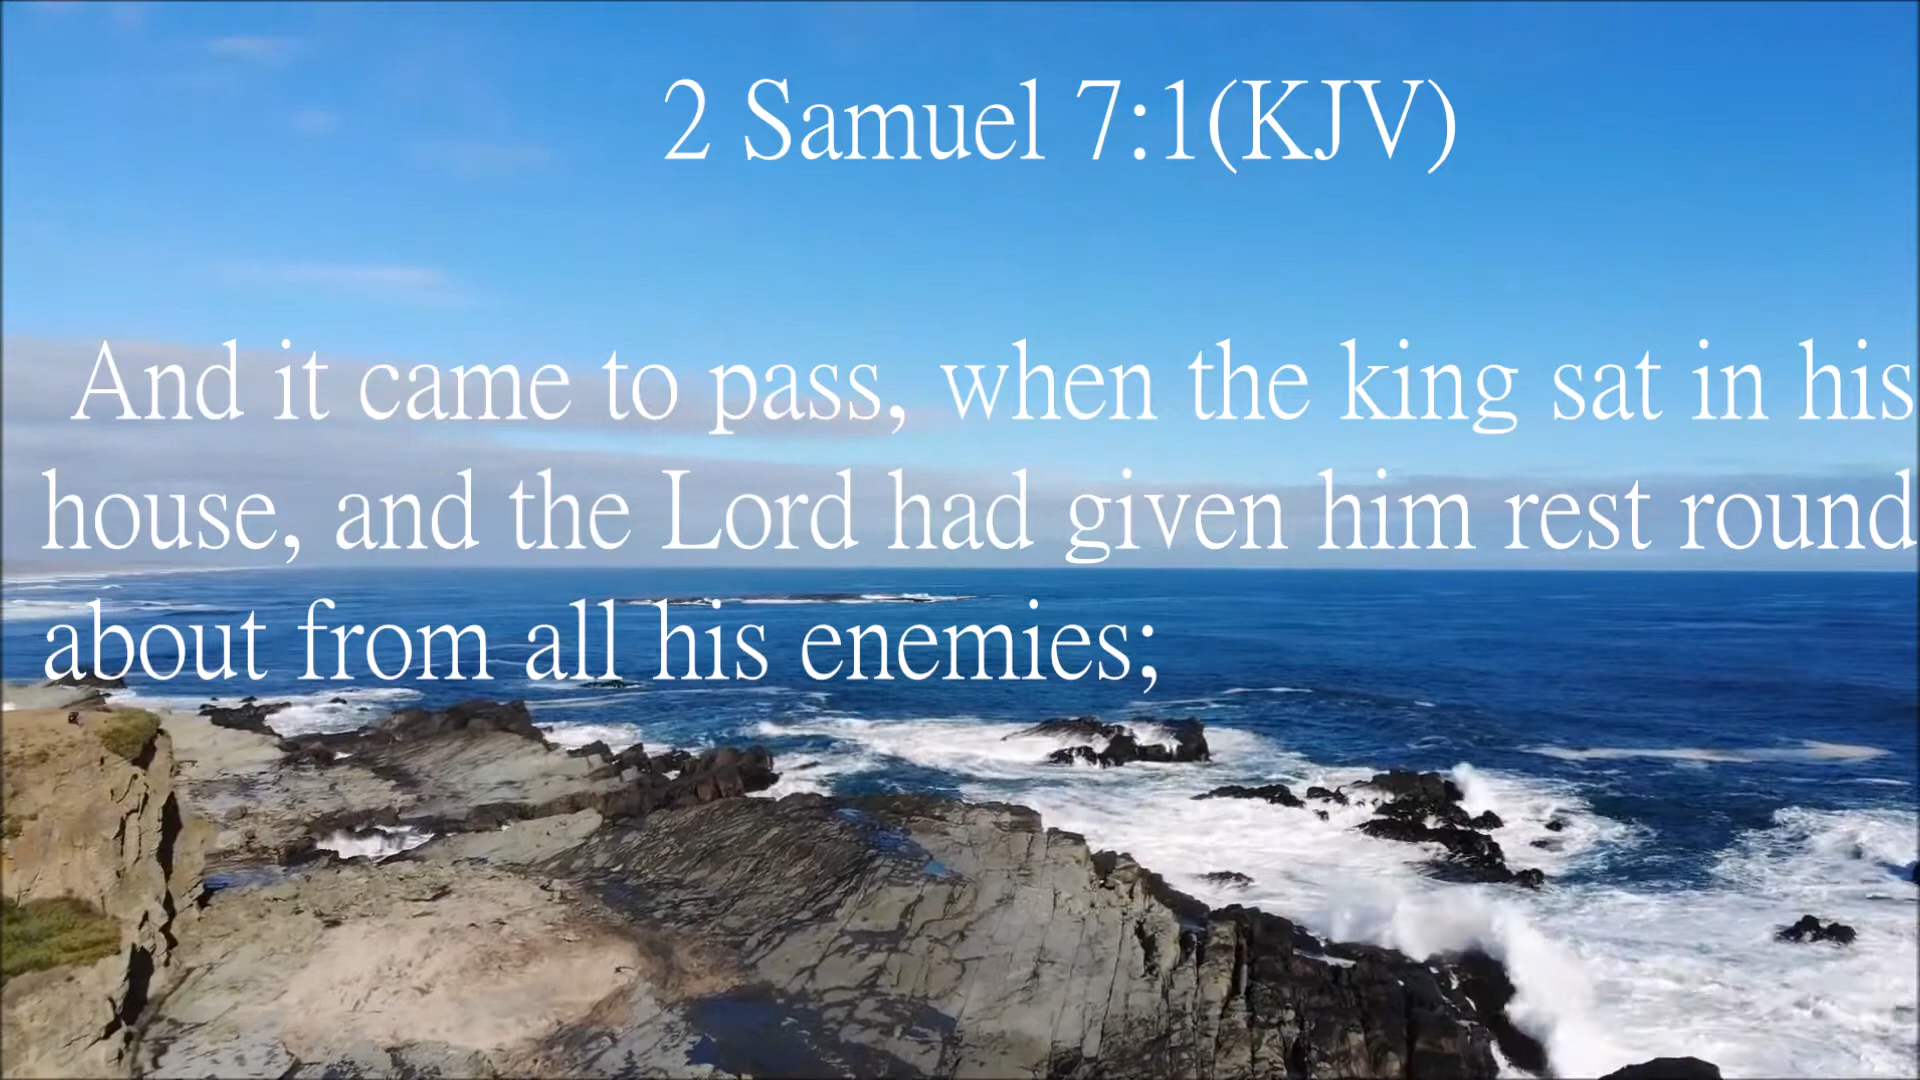 2 Samuel 7:1(KJV)
And it came to pass, when the king sat in his
house, and the Lord had given him rest round
about from all his enemies;